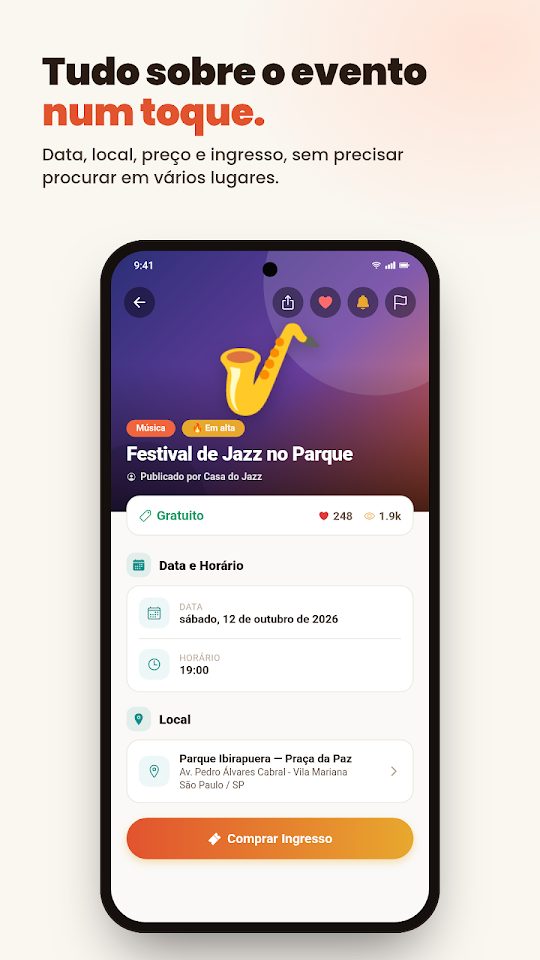 Tudo sobre o evento
num toque.
Data, local, preço e ingresso, sem precisar
procurar em vários lugares.
9:41
Música
Em alta
Festival de Jazz no Parque
Publicado por Casa do Jazz
Gratuito
248
1.9k
Data e Horário
DATA
sábado, 12 de outubro de 2026
HORÁRIO
19:00
Local
Parque Ibirapuera — Praça da Paz
Av. Pedro Álvares Cabral - Vila Mariana
São Paulo / SP
Comprar Ingresso